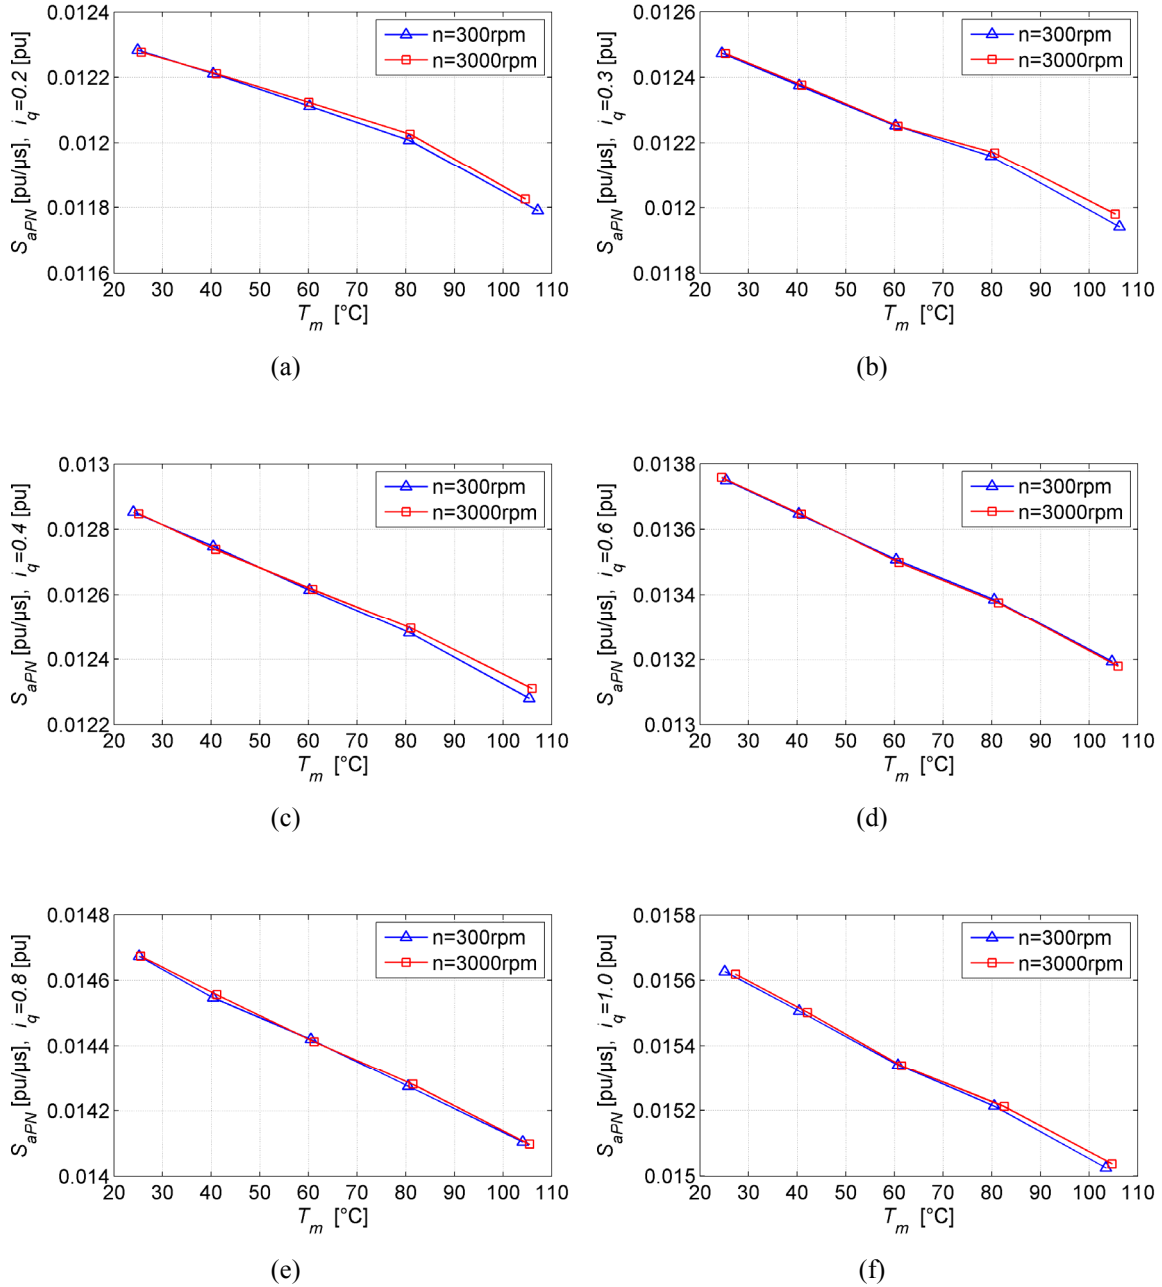 0.0124
0.0122
0.012
0.0118
0.0116
S_aPN [pu/µs], i_q=0.2 [pu]
n=300rpm
n=3000rpm
20 30 40 50 60 70 80 90 100 110
T_m [°C]
(a)
0.0126
0.0124
0.0122
0.012
0.0118
S_aPN [pu/µs], i_q=0.3 [pu]
n=300rpm
n=3000rpm
20 30 40 50 60 70 80 90 100 110
T_m [°C]
(b)
0.013
0.0128
0.0126
0.0124
0.0122
S_aPN [pu/µs], i_q=0.4 [pu]
n=300rpm
n=3000rpm
20 30 40 50 60 70 80 90 100 110
T_m [°C]
(c)
0.0138
0.0136
0.0134
0.0132
0.013
S_aPN [pu/µs], i_q=0.6 [pu]
n=300rpm
n=3000rpm
20 30 40 50 60 70 80 90 100 110
T_m [°C]
(d)
0.0148
0.0146
0.0144
0.0142
0.014
S_aPN [pu/µs], i_q=0.8 [pu]
n=300rpm
n=3000rpm
20 30 40 50 60 70 80 90 100 110
T_m [°C]
(e)
0.0158
0.0156
0.0154
0.0152
0.015
S_aPN [pu/µs], i_q=1.0 [pu]
n=300rpm
n=3000rpm
20 30 40 50 60 70 80 90 100 110
T_m [°C]
(f)